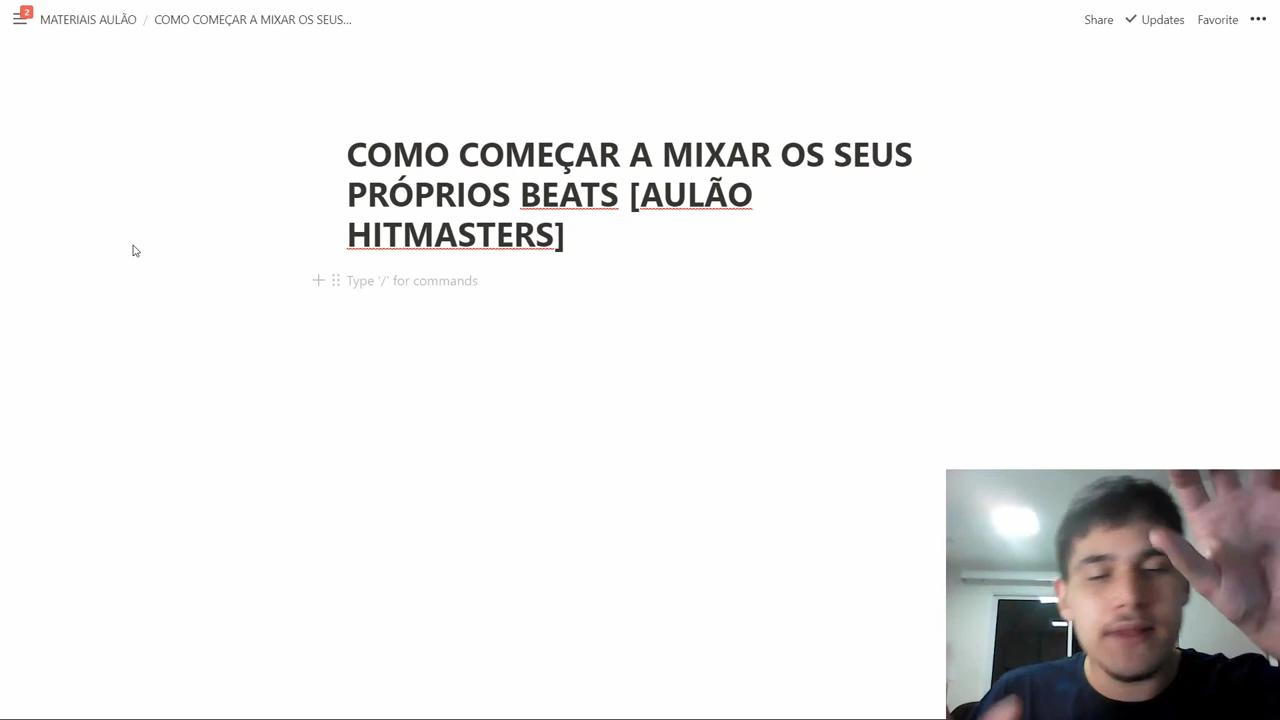 2
MATERIAIS AULÃO / COMO COMEÇAR A MIXAR OS SEUS... Share Updates Favorite
COMO COMEÇAR A MIXAR OS SEUS
PRÓPRIOS BEATS [AULÃO
HITMASTERS]
Type '/' for commands